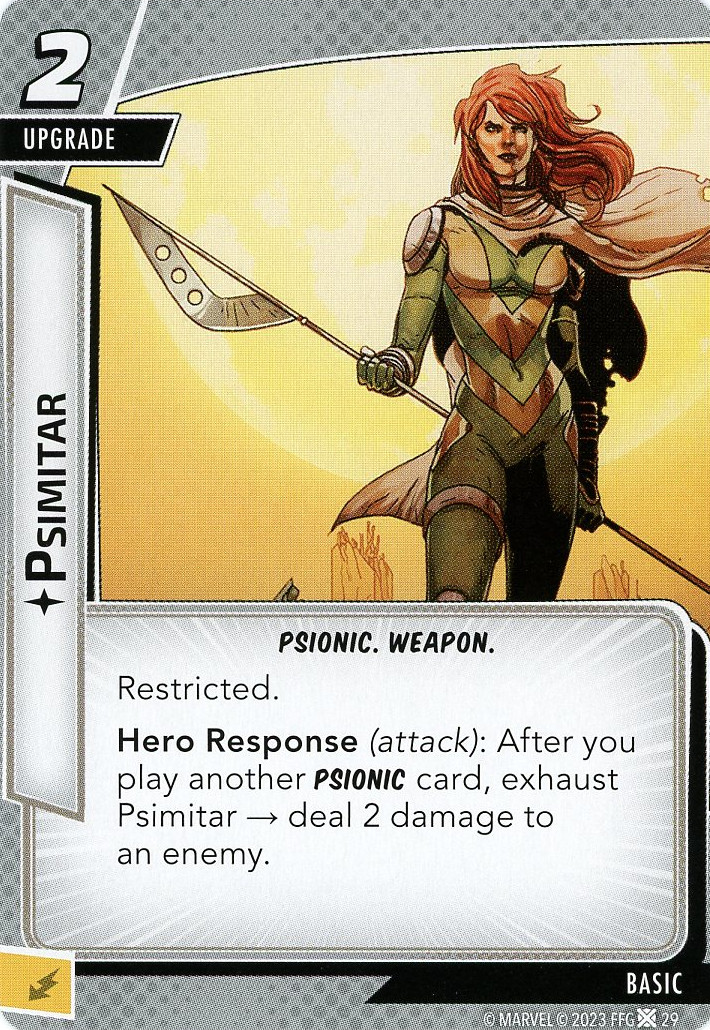 2
UPGRADE
PSIMITAR
PSIONIC. WEAPON.
Restricted.
Hero Response (attack): After you
play another PSIONIC card, exhaust
Psimitar → deal 2 damage to
an enemy.
BASIC
© MARVEL © 2023 FFG 29